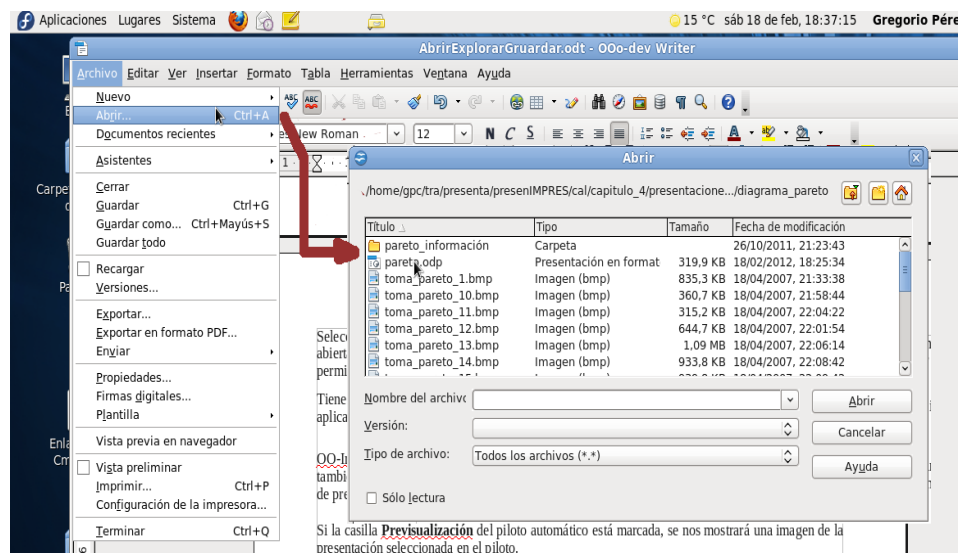 Aplicaciones Lugares Sistema 15 °C sáb 18 de feb, 18:37:15 Gregorio Pére
AbrirExplorarGruardar.odt - OOo-dev Writer
Archivo Editar Ver Insertar Formato Tabla Herramientas Ventana Ayuda
Nuevo
Abrir... Ctrl+A
Documentos recientes
Asistentes
Cerrar
Guardar Ctrl+G
Guardar como... Ctrl+Mayús+S
Guardar todo
Recargar
Versiones...
Exportar...
Exportar en formato PDF...
Enviar
Propiedades...
Firmas digitales...
Plantilla
Vista previa en navegador
Vista preliminar
Imprimir... Ctrl+P
Configuración de la impresora...
Terminar Ctrl+Q
New Roman 12 N C S
Abrir
/home/gpc/tra/presenta/presenIMPRES/cal/capitulo_4/presentacione.../diagrama_pareto
Título Tipo Tamaño Fecha de modificación
pareto_información Carpeta 26/10/2011, 21:23:43
pareto.odp Presentación en format 319,9 KB 18/02/2012, 18:25:34
toma_pareto_1.bmp Imagen (bmp) 835,3 KB 18/04/2007, 21:33:38
toma_pareto_10.bmp Imagen (bmp) 360,7 KB 18/04/2007, 21:58:44
toma_pareto_11.bmp Imagen (bmp) 315,2 KB 18/04/2007, 22:04:22
toma_pareto_12.bmp Imagen (bmp) 644,7 KB 18/04/2007, 22:01:54
toma_pareto_13.bmp Imagen (bmp) 1,09 MB 18/04/2007, 22:06:14
toma_pareto_14.bmp Imagen (bmp) 933,8 KB 18/04/2007, 22:08:42
Nombre del archivo Abrir
Versión: Cancelar
Tipo de archivo: Todos los archivos (*.*) Ayuda
Sólo lectura
Carpe
Enla
Selec
abiert
permi
Tiene
aplica
OO-I
tambi
de pre
Si la casilla Previsualización del piloto automático está marcada, se nos mostrará una imagen de la
presentación seleccionada en el piloto.